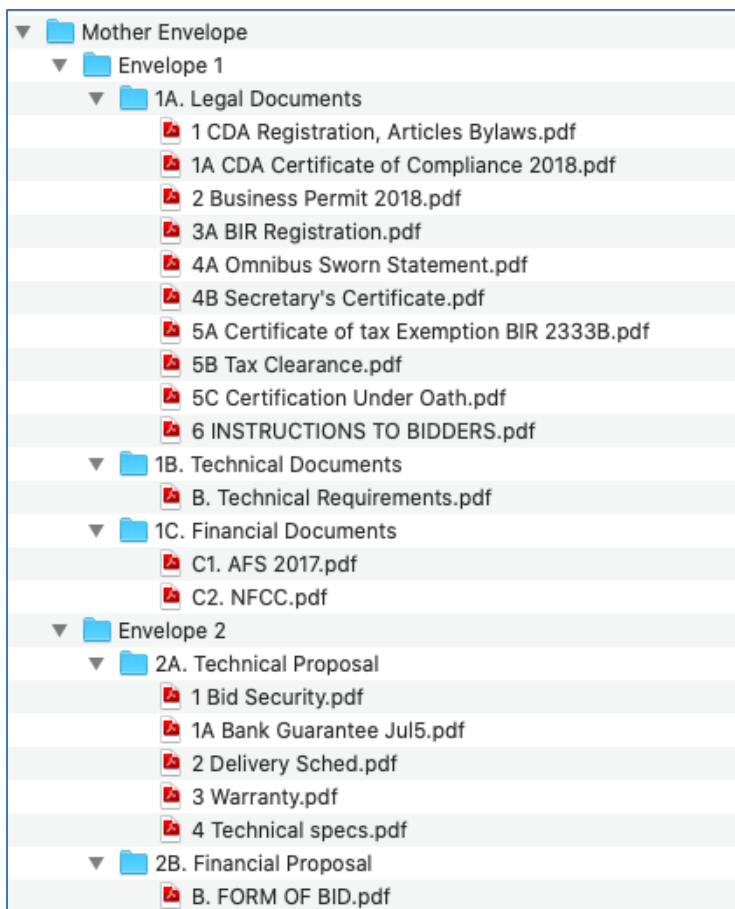 Mother Envelope
Envelope 1
1A. Legal Documents
1 CDA Registration, Articles Bylaws.pdf
1A CDA Certificate of Compliance 2018.pdf
2 Business Permit 2018.pdf
3A BIR Registration.pdf
4A Omnibus Sworn Statement.pdf
4B Secretary's Certificate.pdf
5A Certificate of tax Exemption BIR 2333B.pdf
5B Tax Clearance.pdf
5C Certification Under Oath.pdf
6 INSTRUCTIONS TO BIDDERS.pdf
1B. Technical Documents
B. Technical Requirements.pdf
1C. Financial Documents
C1. AFS 2017.pdf
C2. NFCC.pdf
Envelope 2
2A. Technical Proposal
1 Bid Security.pdf
1A Bank Guarantee Jul5.pdf
2 Delivery Sched.pdf
3 Warranty.pdf
4 Technical specs.pdf
2B. Financial Proposal
B. FORM OF BID.pdf